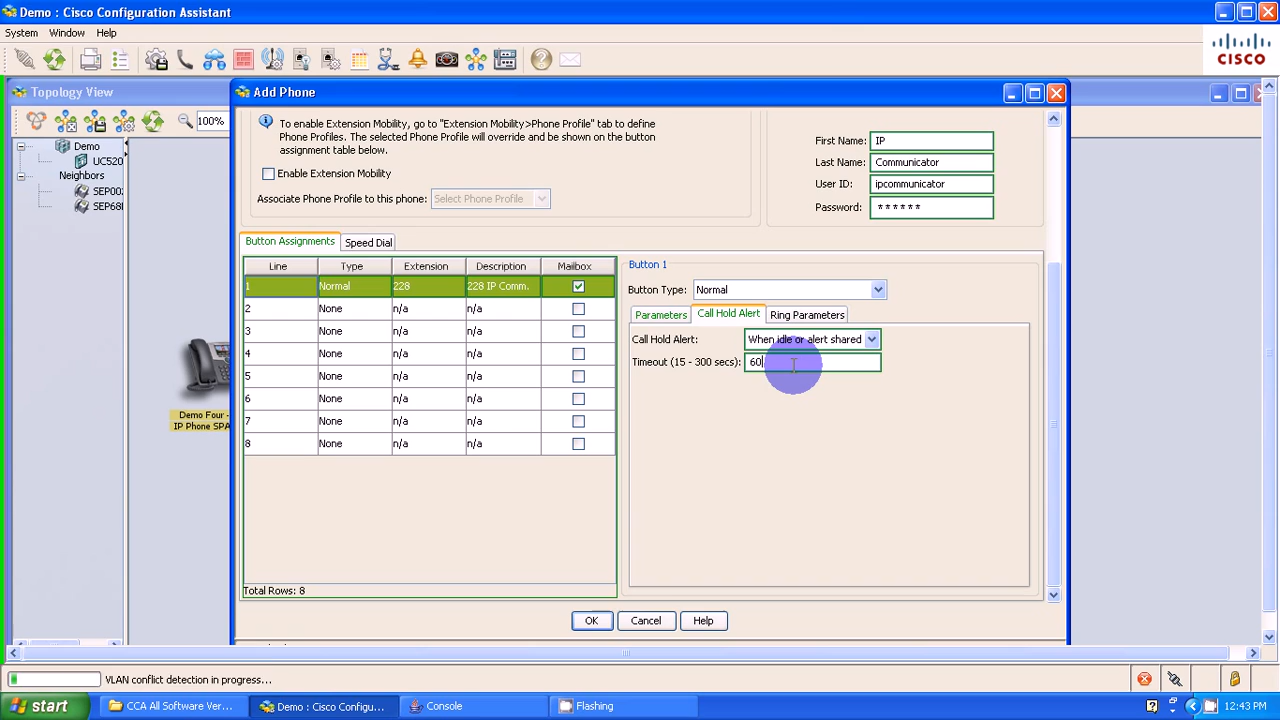 Demo : Cisco Configuration Assistant
System Window Help
CISCO
Topology View
100%
Demo
UC520
Neighbors
SEP00
SEP68
Demo Four -
IP Phone SPA
Add Phone
To enable Extension Mobility, go to "Extension Mobility>Phone Profile" tab to define
Phone Profiles. The selected Phone Profile will override and be shown on the button
assignment table below.
Enable Extension Mobility
Associate Phone Profile to this phone: Select Phone Profile
First Name: IP
Last Name: Communicator
User ID: ipcommunicator
Password: ******
Button Assignments Speed Dial
Line Type Extension Description Mailbox
1 Normal 228 228 IP Comm.
2 None n/a n/a
3 None n/a n/a
4 None n/a n/a
5 None n/a n/a
6 None n/a n/a
7 None n/a n/a
8 None n/a n/a
Total Rows: 8
Button 1
Button Type: Normal
Parameters Call Hold Alert Ring Parameters
Call Hold Alert: When idle or alert shared
Timeout (15 - 300 secs): 60
OK Cancel Help
VLAN conflict detection in progress...
start CCA All Software Ver... Demo : Cisco Configu... Console Flashing 12:43 PM